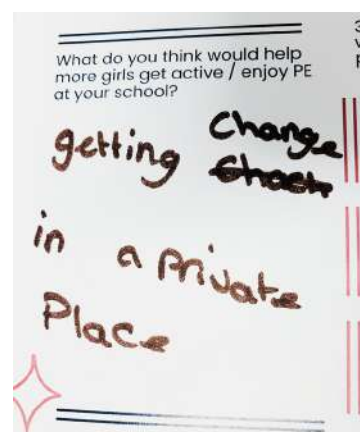 What do you think would help
more girls get active / enjoy PE
at your school?
getting Change
in a private
Place